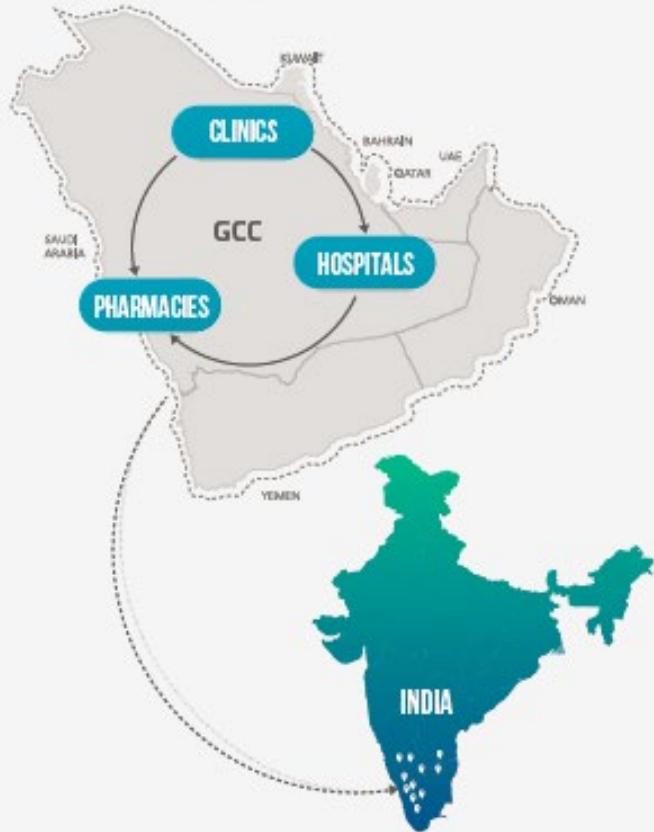 KUWAIT
CLINICS
BAHRAIN
UAE
QATAR
GCC
SAUDI
ARABIA
HOSPITALS
PHARMACIES
OMAN
YEMEN
INDIA